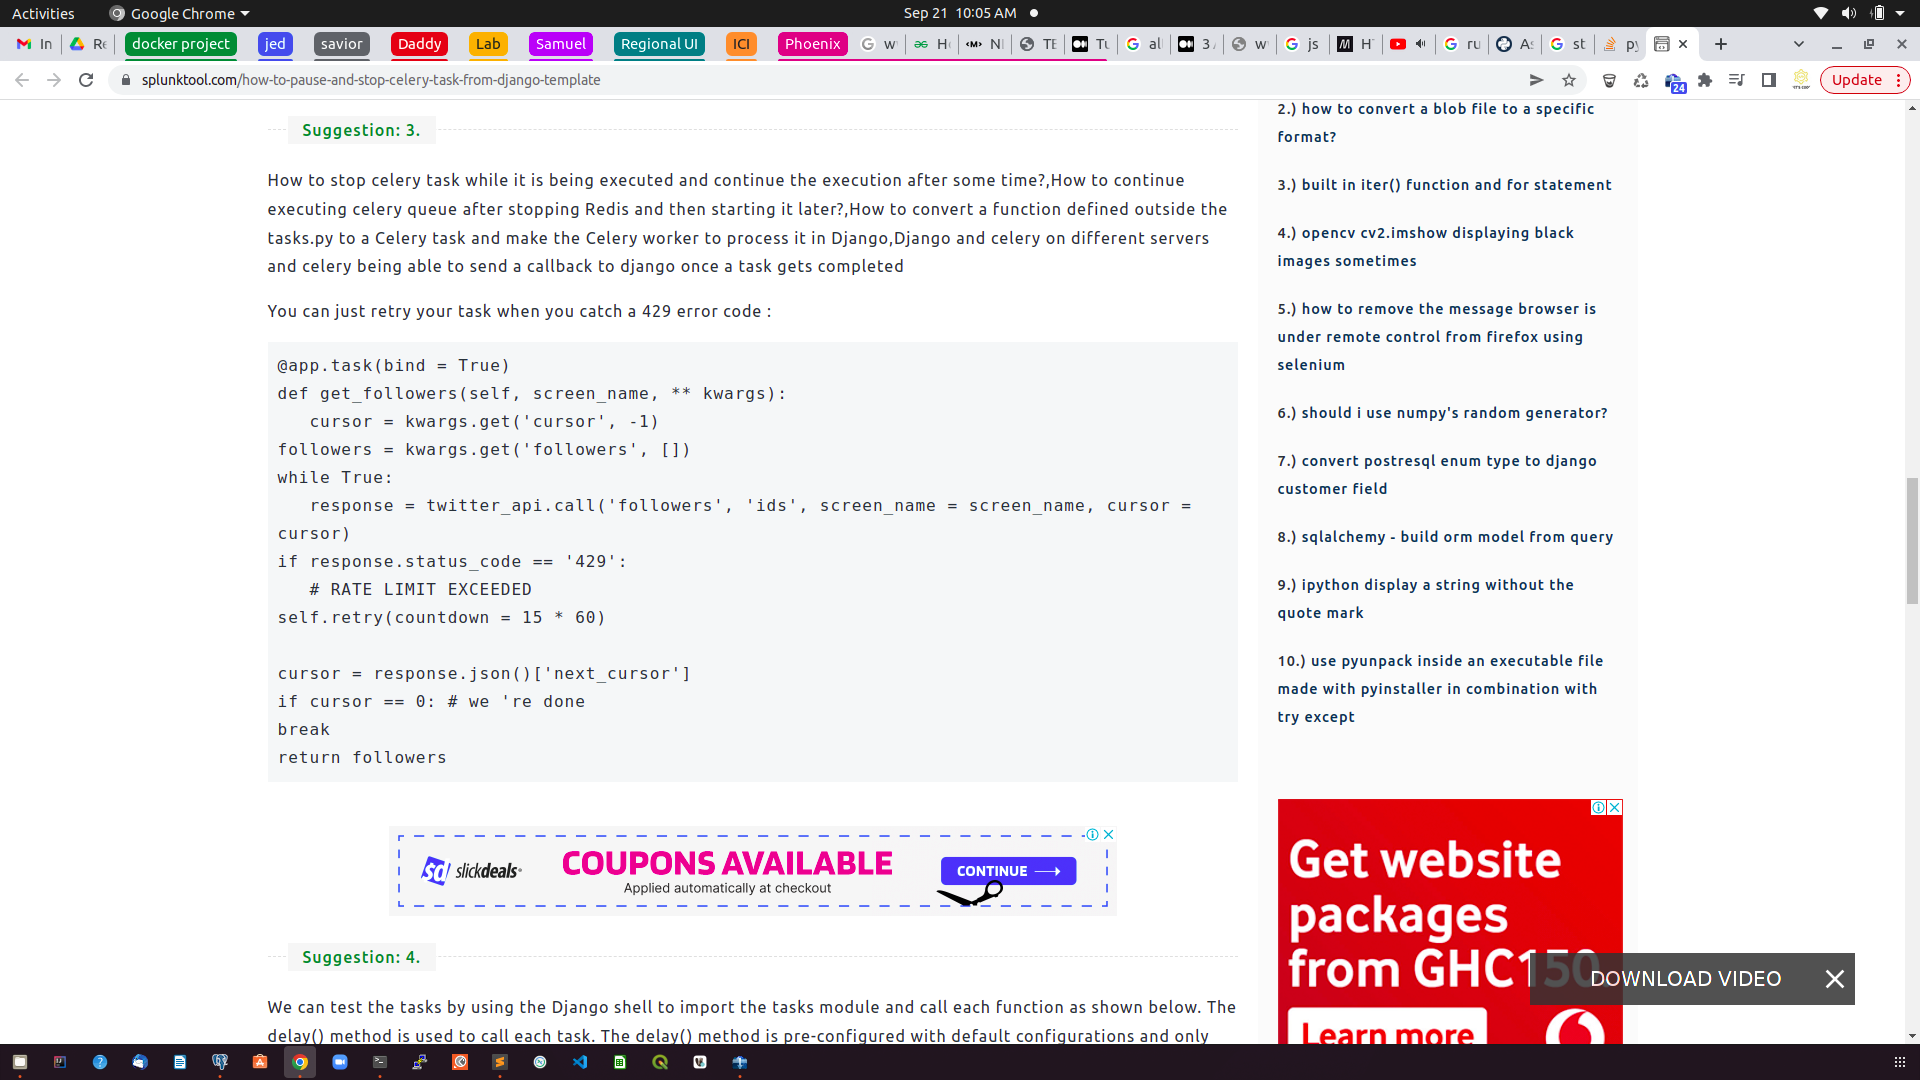 Activities
Google Chrome
Sep 21 10:05 AM
In
Re
docker project
jed
savior
Daddy
Lab
Samuel
Regional UI
ICI
Phoenix
splunktool.com/how-to-pause-and-stop-celery-task-from-django-template
24
Update
Suggestion: 3.
How to stop celery task while it is being executed and continue the execution after some time?,How to continue
executing celery queue after stopping Redis and then starting it later?,How to convert a function defined outside the
tasks.py to a Celery task and make the Celery worker to process it in Django,Django and celery on different servers
and celery being able to send a callback to django once a task gets completed
You can just retry your task when you catch a 429 error code :
@app.task(bind = True)
def get_followers(self, screen_name, ** kwargs):
   cursor = kwargs.get('cursor', -1)
followers = kwargs.get('followers', [])
while True:
   response = twitter_api.call('followers', 'ids', screen_name = screen_name, cursor =
cursor)
if response.status_code == '429':
   # RATE LIMIT EXCEEDED
self.retry(countdown = 15 * 60)
cursor = response.json()['next_cursor']
if cursor == 0: # we 're done
break
return followers
slickdeals
COUPONS AVAILABLE
Applied automatically at checkout
CONTINUE
Suggestion: 4.
We can test the tasks by using the Django shell to import the tasks module and call each function as shown below. The
delay() method is used to call each task. The delay() method is pre-configured with default configurations and only
2.) how to convert a blob file to a specific
format?
3.) built in iter() function and for statement
4.) opencv cv2.imshow displaying black
images sometimes
5.) how to remove the message browser is
under remote control from firefox using
selenium
6.) should i use numpy's random generator?
7.) convert postresql enum type to django
customer field
8.) sqlalchemy - build orm model from query
9.) ipython display a string without the
quote mark
10.) use pyunpack inside an executable file
made with pyinstaller in combination with
try except
Get website
packages
from GHC150
Learn more
DOWNLOAD VIDEO